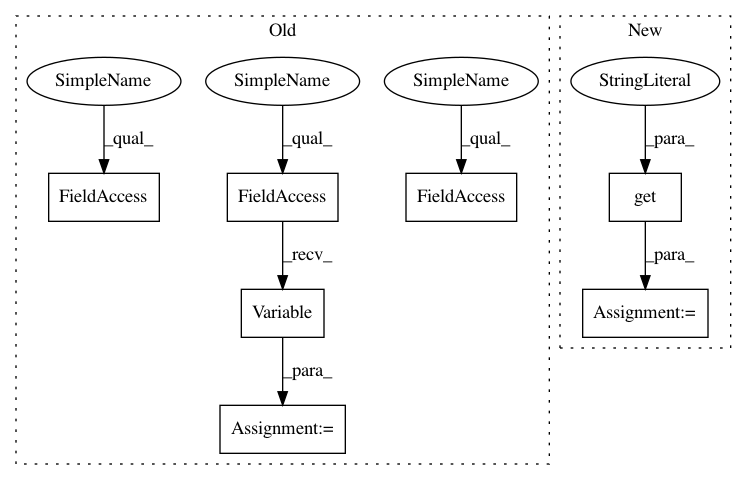 Old
New
SimpleName
SimpleName
SimpleName
StringLiteral
_qual_
_qual_
_qual_
_para_
FieldAccess
FieldAccess
FieldAccess
get
_recv_
_para_
Variable
Assignment:=
_para_
Assignment:=